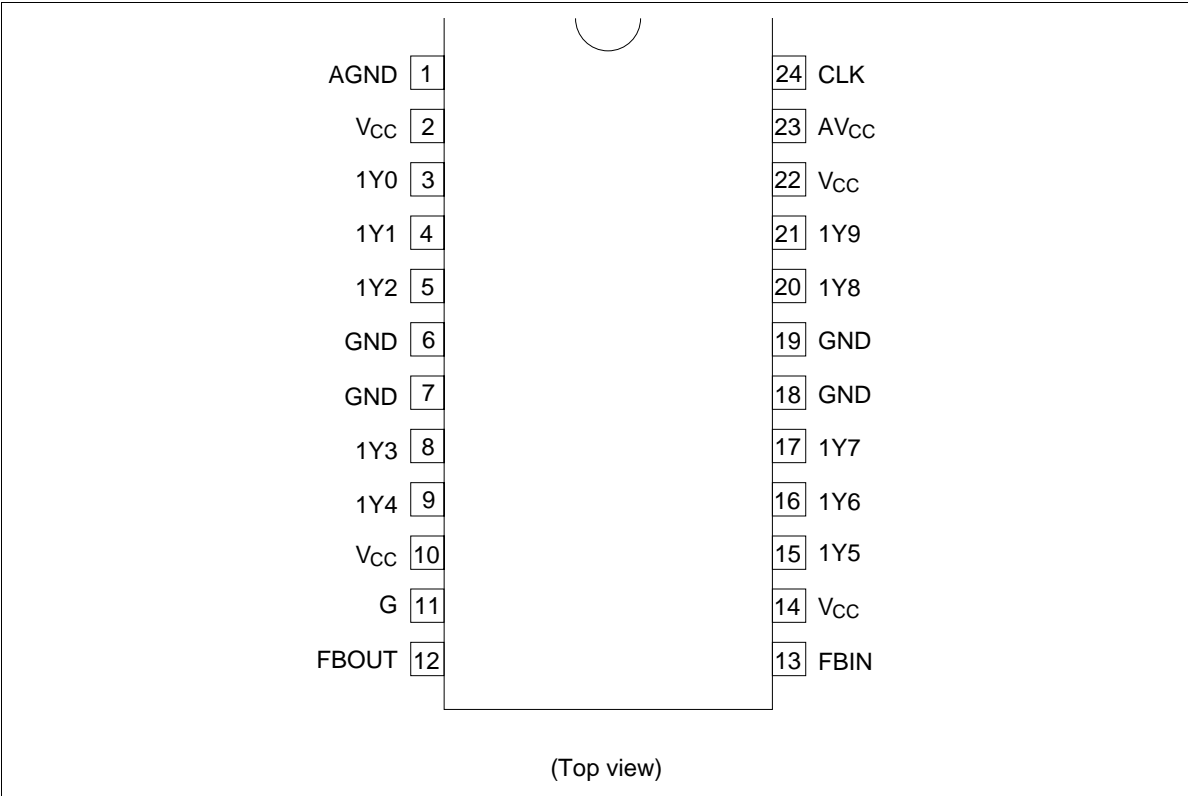 AGND 1 24 CLK
VCC 2 23 AVCC
1Y0 3 22 VCC
1Y1 4 21 1Y9
1Y2 5 20 1Y8
GND 6 19 GND
GND 7 18 GND
1Y3 8 17 1Y7
1Y4 9 16 1Y6
VCC 10 15 1Y5
G 11 14 VCC
FBOUT 12 13 FBIN
(Top view)